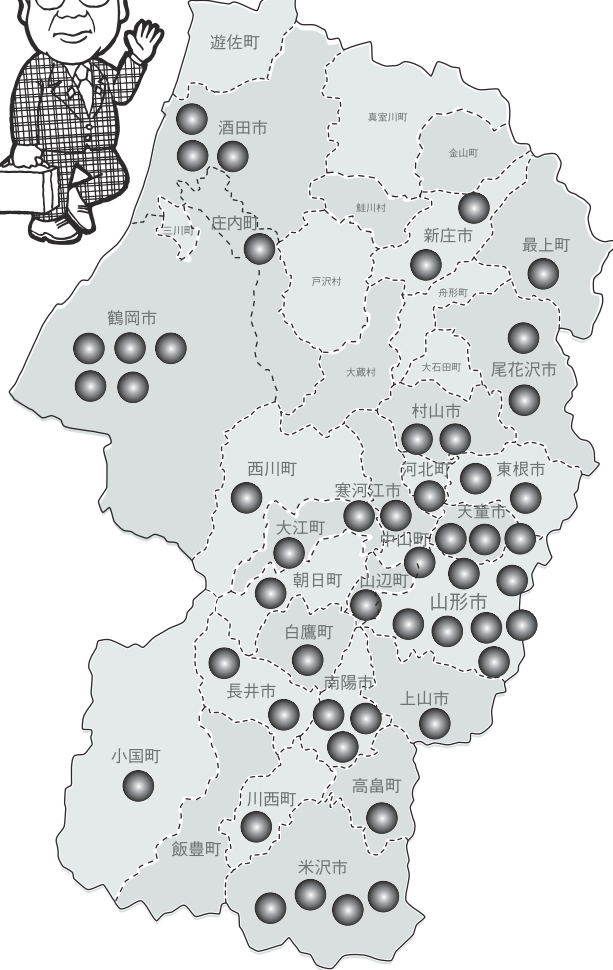 遊佐町
酒田市
真室川町
金山町
鮭川村
庄内町
三川町
新庄市
最上町
戸沢村
舟形町
鶴岡市
大蔵村
大石田町
尾花沢市
村山市
西川町
河北町
東根市
寒河江市
天童市
大江町
中山町
朝日町
山辺町
山形市
白鷹町
南陽市
長井市
上山市
小国町
高畠町
川西町
飯豊町
米沢市